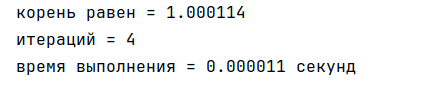 корень равен = 1.000114
итераций = 4
время выполнения = 0.000011 секунд